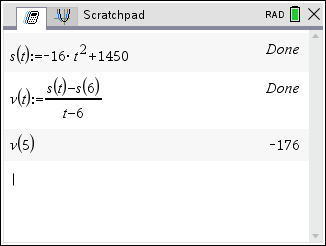 Scratchpad RAD
s(t):=-16·t²+1450 Done
v(t):=(s(t)-s(6))/(t-6) Done
v(5) -176